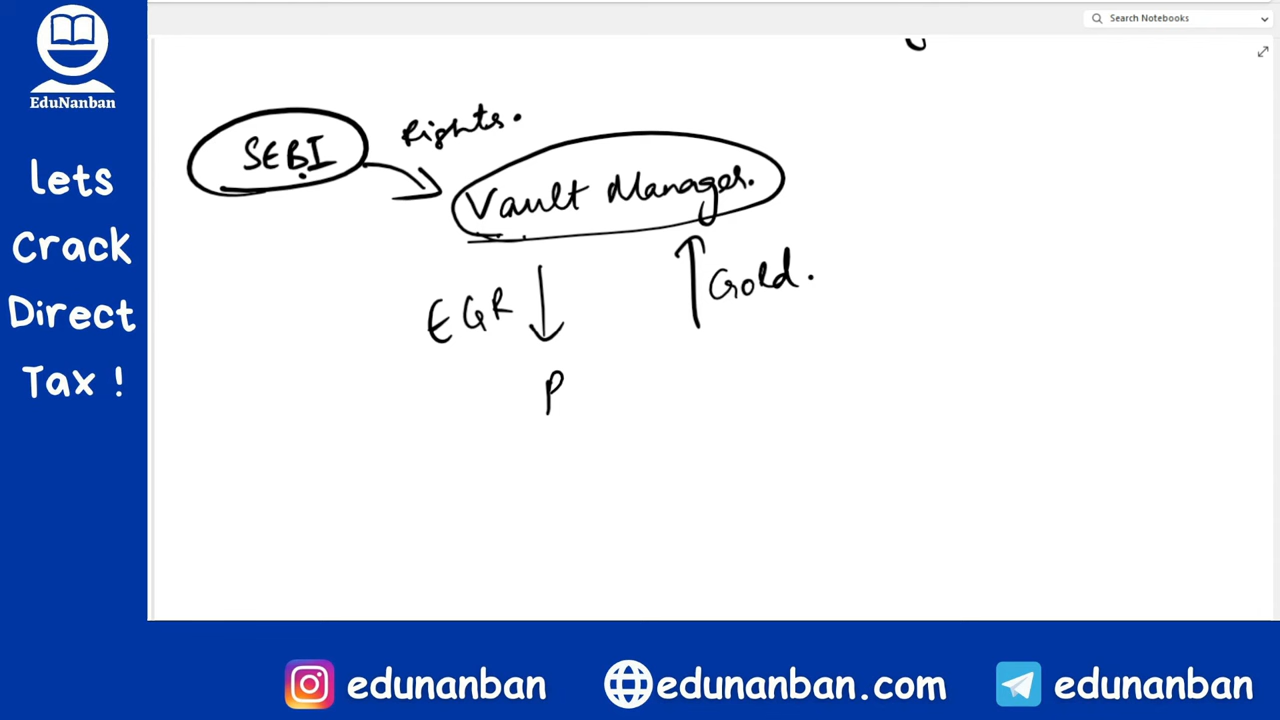 Search Notebooks
EduNanban
Lets
Crack
Direct
Tax !
SEBI
Rights.
Vault Manager.
EGR
Gold.
P
edunanban
edunanban.com
edunanban